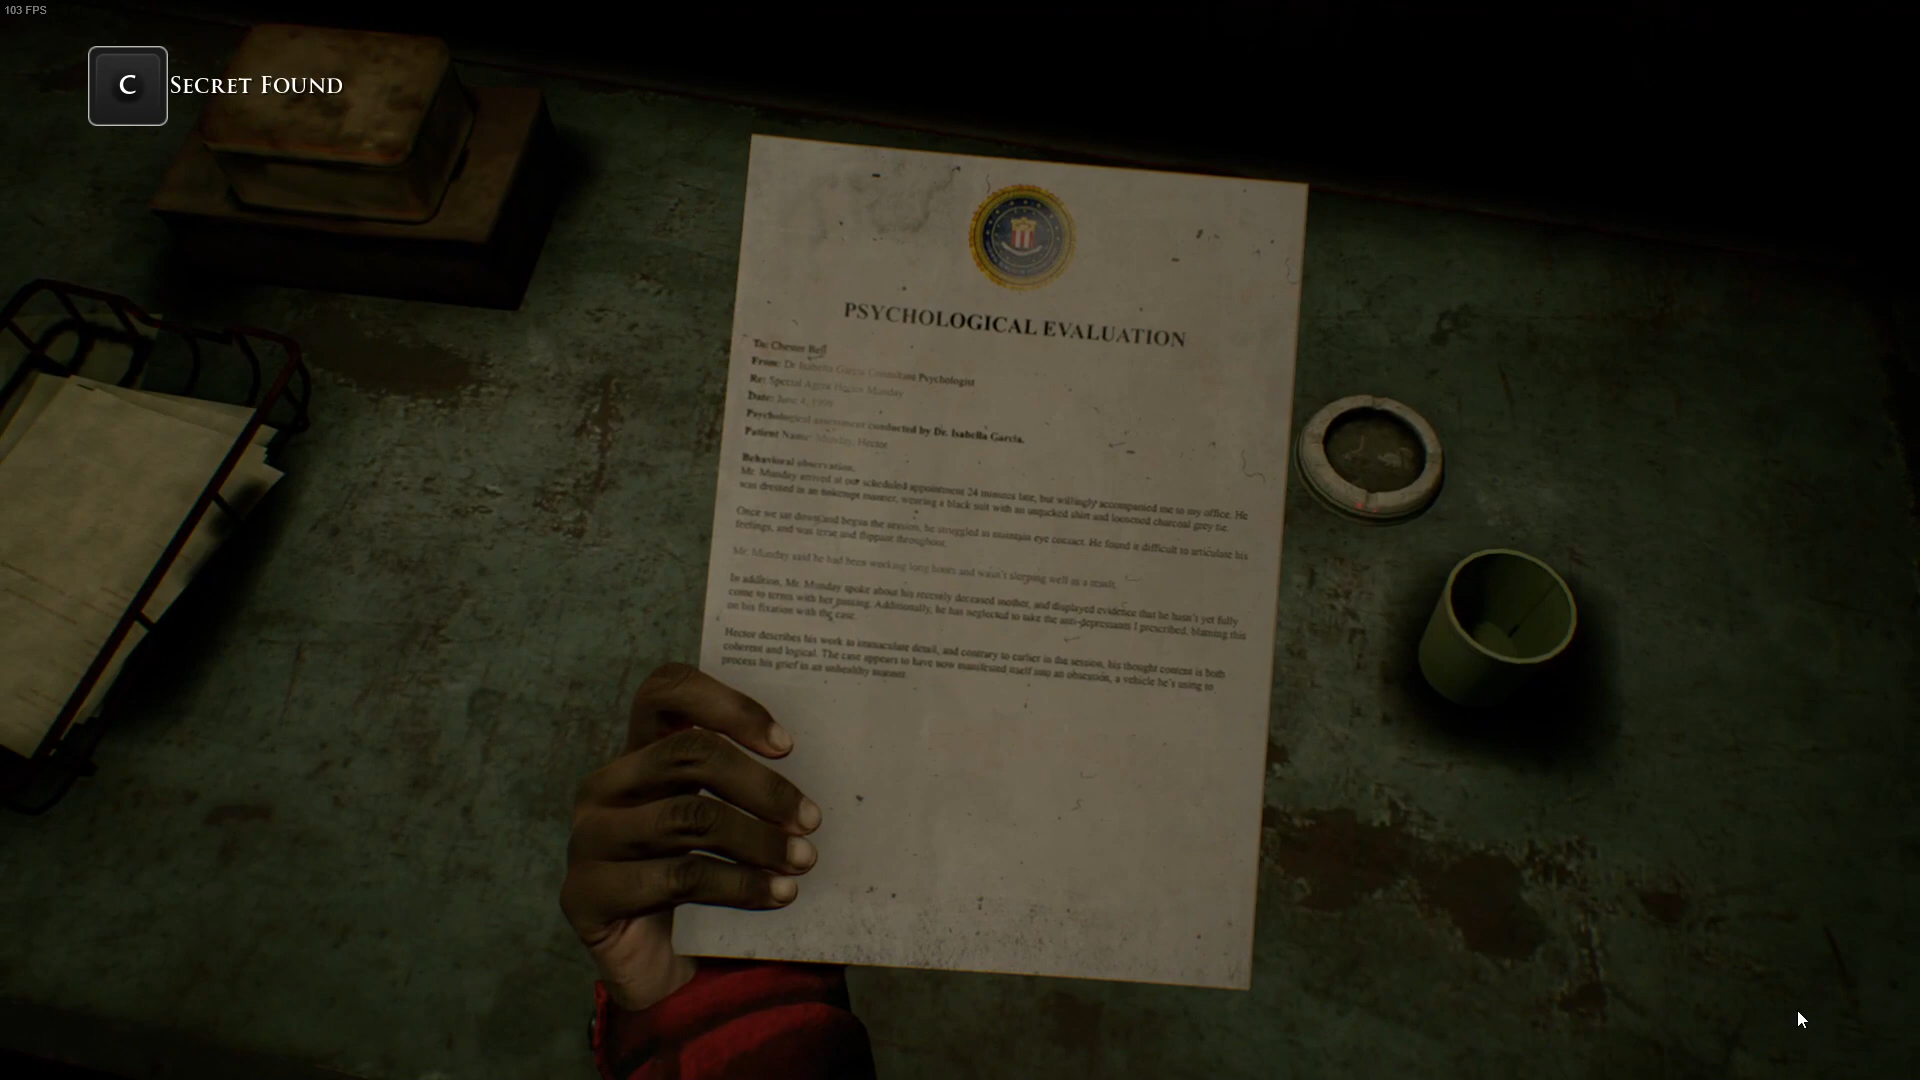 103 FPS
C SECRET FOUND
PSYCHOLOGICAL EVALUATION
To: Chester Bell
From: Dr Isabella Garcia Consultant Psychologist
Re: Special Agent Hector Munday
Date: June 4, 1999
Psychological assessment conducted by Dr. Isabella Garcia.
Patient Name: Munday, Hector
Behavioral observation.
Mr. Munday arrived at our scheduled appointment 24 minutes late, but willingly accompanied me to my office. He
was dressed in an unkempt manner, wearing a black suit with an untucked shirt and loosened charcoal grey tie.
Once we sat down and begun the session, he struggled to maintain eye contact. He found it difficult to articulate his
feelings, and was terse and flippant throughout.
Mr. Munday said he had been working long hours and wasn't sleeping well as a result.
In addition, Mr. Munday spoke about his recently deceased mother, and displayed evidence that he hasn't yet fully
come to terms with her passing. Additionally, he has neglected to take the anti-depressants I prescribed, blaming this
on his fixation with the case.
Hector describes his work in immaculate detail, and contrary to earlier in the session, his thought content is both
coherent and logical. The case appears to have now manifested itself into an obsession, a vehicle he's using to
process his grief in an unhealthy manner.